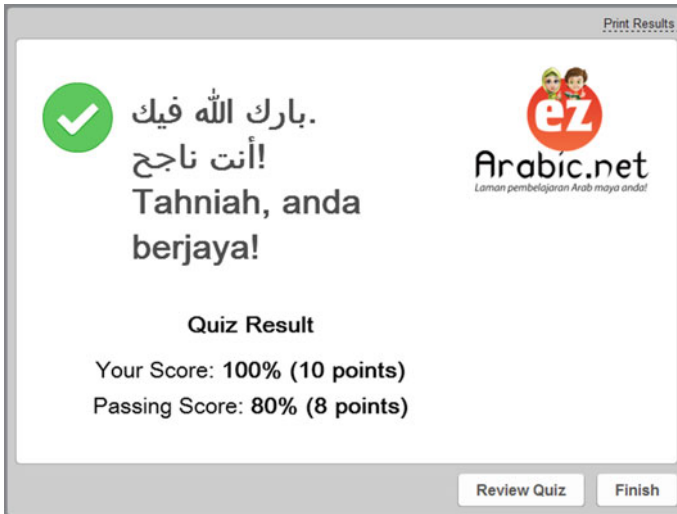 Print Results
بارك الله فيك.
أنت ناجح!
Tahniah, anda
berjaya!
ez
Arabic.net
Laman pembelajaran Arab maya anda!
Quiz Result
Your Score: 100% (10 points)
Passing Score: 80% (8 points)
Review Quiz
Finish